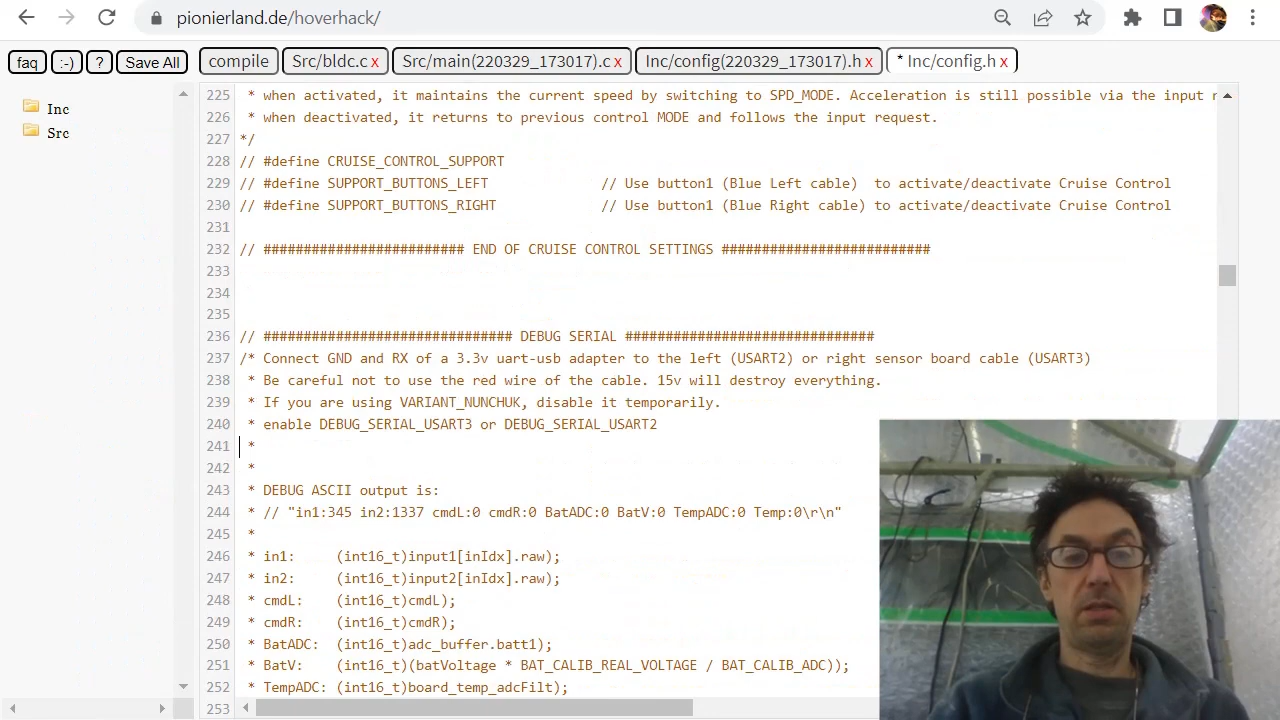 pionierland.de/hoverhack/
faq :-) ? Save All compile Src/bldc.c x Src/main(220329_173017).c x Inc/config(220329_173017).h x * Inc/config.h x
Inc
Src
225 * when activated, it maintains the current speed by switching to SPD_MODE. Acceleration is still possible via the input
226 * when deactivated, it returns to previous control MODE and follows the input request.
227 */
228 // #define CRUISE_CONTROL_SUPPORT
229 // #define SUPPORT_BUTTONS_LEFT // Use button1 (Blue Left cable) to activate/deactivate Cruise Control
230 // #define SUPPORT_BUTTONS_RIGHT // Use button1 (Blue Right cable) to activate/deactivate Cruise Control
231
232 // ######################### END OF CRUISE CONTROL SETTINGS ##########################
233
234
235
236 // ############################### DEBUG SERIAL ###############################
237 /* Connect GND and RX of a 3.3v uart-usb adapter to the left (USART2) or right sensor board cable (USART3)
238 * Be careful not to use the red wire of the cable. 15v will destroy everything.
239 * If you are using VARIANT_NUNCHUK, disable it temporarily.
240 * enable DEBUG_SERIAL_USART3 or DEBUG_SERIAL_USART2
241 *
242 *
243 * DEBUG ASCII output is:
244 * // "in1:345 in2:1337 cmdL:0 cmdR:0 BatADC:0 BatV:0 TempADC:0 Temp:0\r\n"
245 *
246 * in1: (int16_t)input1[inIdx].raw);
247 * in2: (int16_t)input2[inIdx].raw);
248 * cmdL: (int16_t)cmdL);
249 * cmdR: (int16_t)cmdR);
250 * BatADC: (int16_t)adc_buffer.batt1);
251 * BatV: (int16_t)(batVoltage * BAT_CALIB_REAL_VOLTAGE / BAT_CALIB_ADC));
252 * TempADC: (int16_t)board_temp_adcFilt);
253